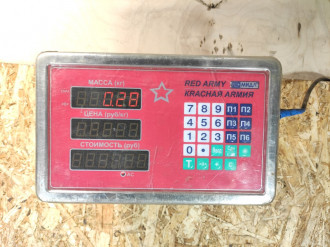 МАССА (кг)
0.28
ЦЕНА (руб/кг)
СТОИМОСТЬ (руб)
RED ARMY
КРАСНАЯ АРМИЯ
7 8 9 П1 П2
4 5 6 П3 П4
1 2 3 П5 П6
0 •
T